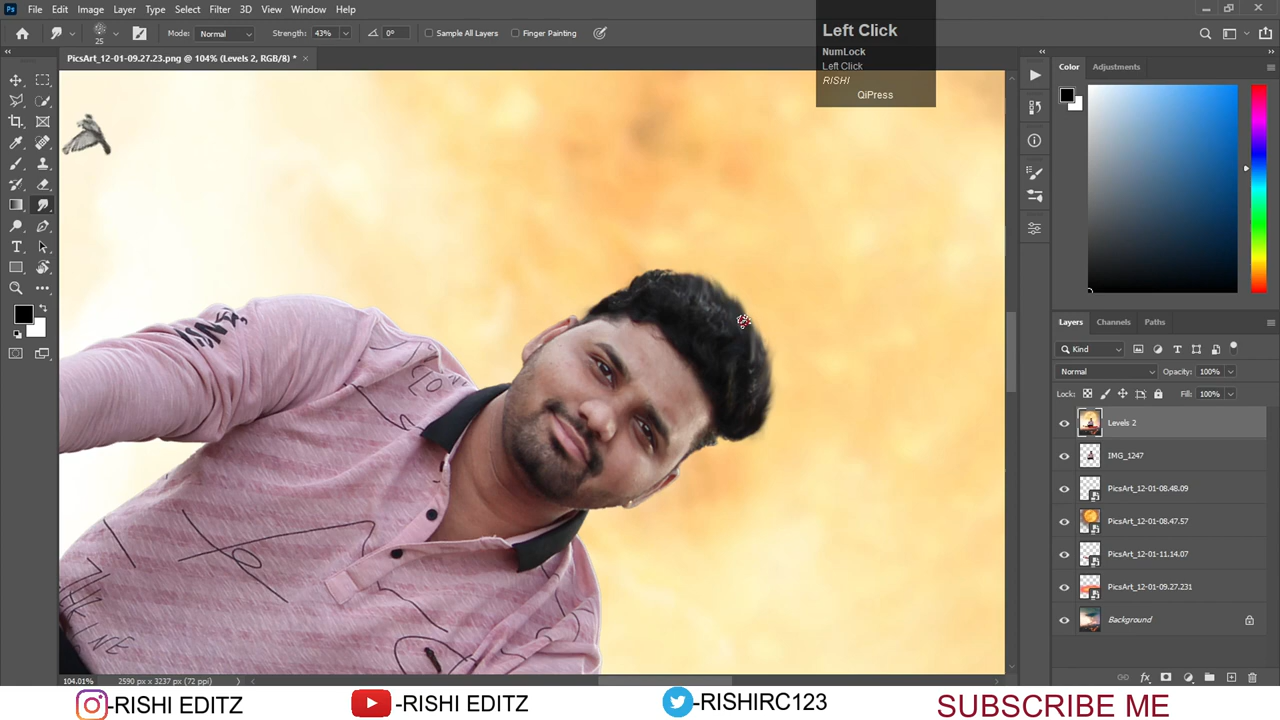 File Edit Image Layer Type Select Filter 3D View Window Help
Left Click
NumLock
Left Click
RISHI
QiPress
25 Mode: Normal Strength: 43% 0° Sample All Layers Finger Painting
PicsArt_12-01-09.27.23.png @ 104% (Levels 2, RGB/8) * ×
Color Adjustments
Layers Channels Paths
Kind
Normal Opacity: 100%
Lock: Fill: 100%
Levels 2
IMG_1247
PicsArt_12-01-08.48.09
PicsArt_12-01-08.47.57
PicsArt_12-01-11.14.07
PicsArt_12-01-09.27.231
Background
104.01% 2590 px x 3237 px (72 ppi)
-RISHI EDITZ -RISHI EDITZ -RISHIRC123 SUBSCRIBE ME